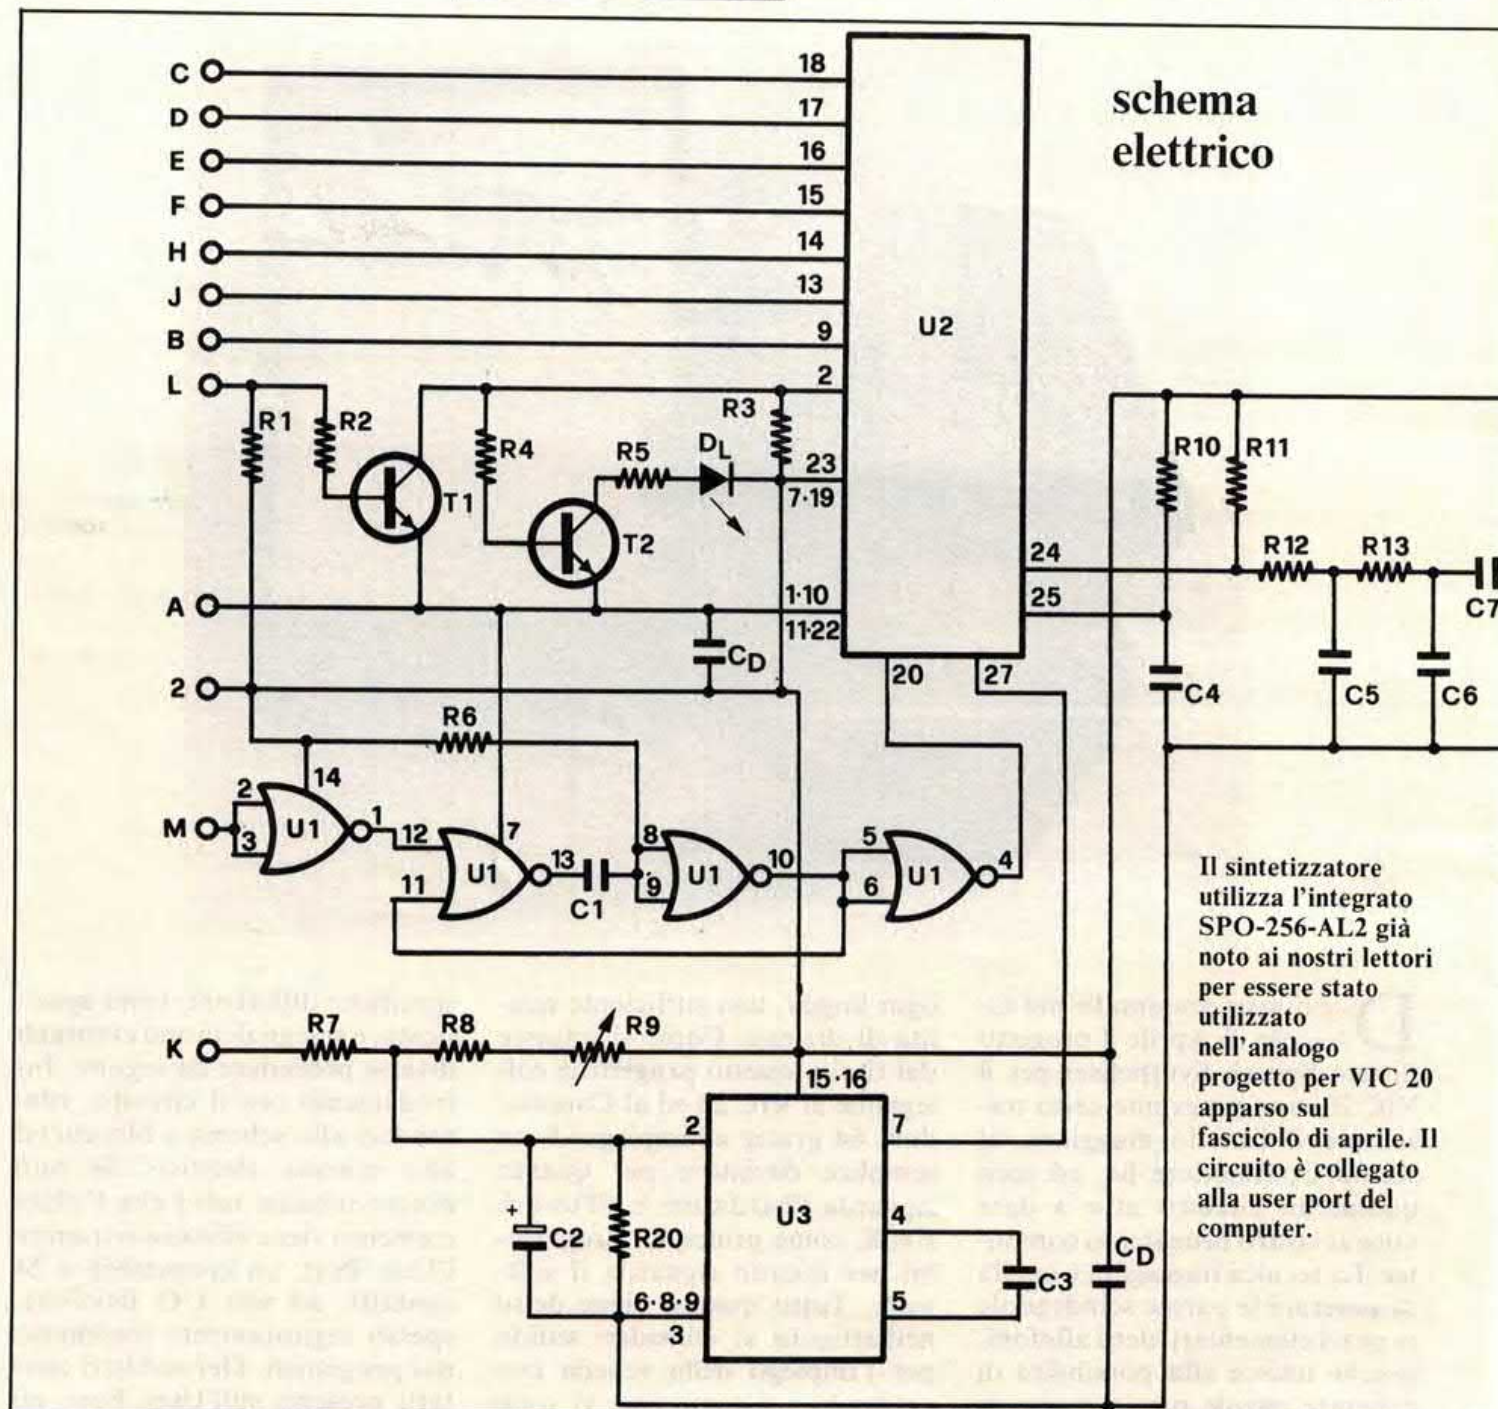 schema
elettrico
C 18
D 17
E 16
F 15
H 14
J 13
B 9
L 2
U2
R1 R2 R3
R4 R5 DL
T1 T2
23
7·19
R10 R11
24 R12 R13
25 C7
A 1·10
11·22
CD
20 27
C4 C5 C6
2
R6
14
M 2 3 U1 1
12 11 U1 7 13
C1
8 9 U1 10
5 6 U1 4
K R7 R8 R9
15·16
2 7
U3
+ C2 R20
4 C3
5
6·8·9
3
CD
Il sintetizzatore
utilizza l'integrato
SPO-256-AL2 già
noto ai nostri lettori
per essere stato
utilizzato
nell'analogo
progetto per VIC 20
apparso sul
fascicolo di aprile. Il
circuito è collegato
alla user port del
computer.